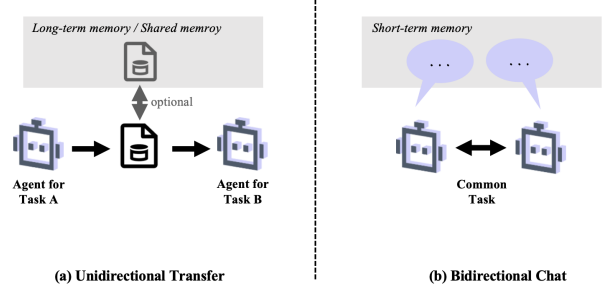 Long-term memory / Shared memroy
optional
Agent for
Task A
Agent for
Task B
(a) Unidirectional Transfer
Short-term memory
...
...
Common
Task
(b) Bidirectional Chat